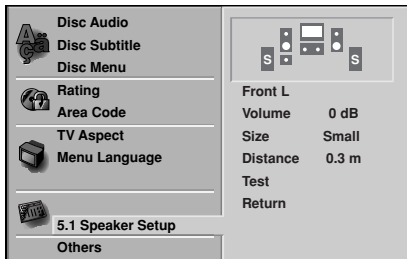 Disc Audio
Disc Subtitle
Disc Menu
Rating
Area Code
TV Aspect
Menu Language
5.1 Speaker Setup
Others
S
S
Front L
Volume 0 dB
Size Small
Distance 0.3 m
Test
Return